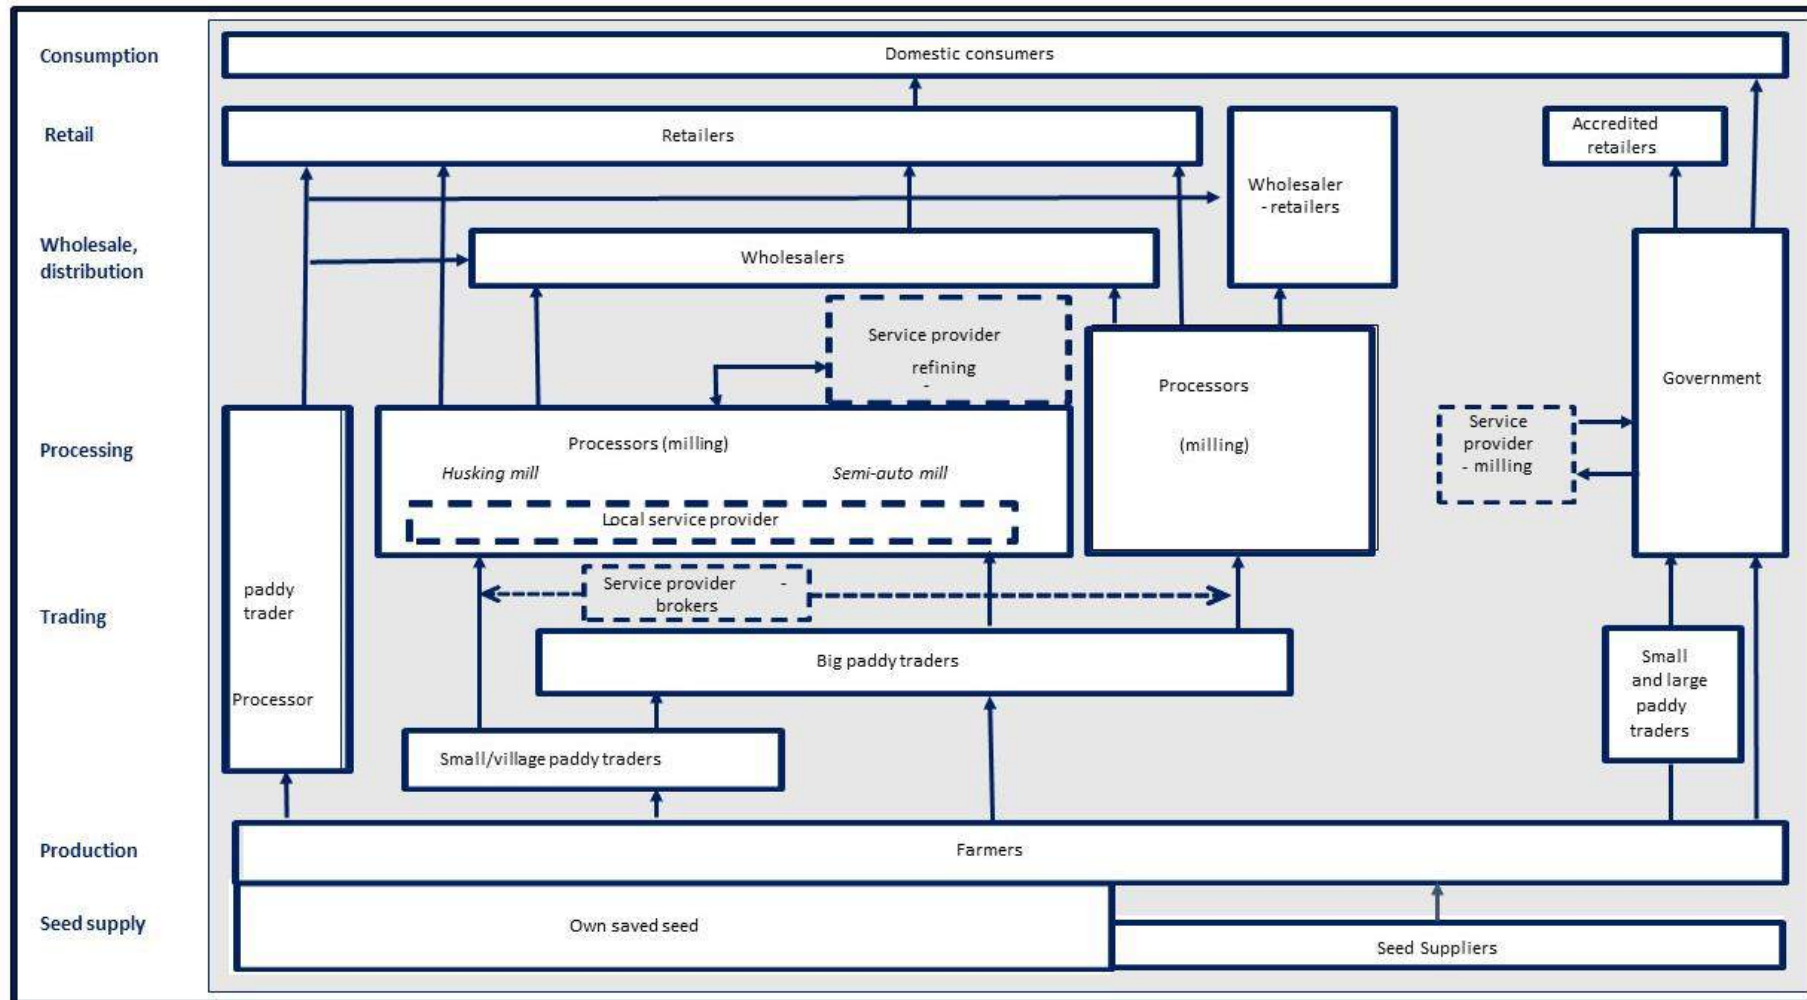 Consumption
Domestic consumers
Retail
Retailers
Wholesaler
- retailers
Accredited
retailers
Wholesale,
distribution
Wholesalers
Service provider
refining
-
Processors
(milling)
Government
Processing
Processors (milling)
Husking mill
Semi-auto mill
Local service provider
Service
provider
- milling
Trading
paddy
trader
Processor
Service provider -
brokers
Big paddy traders
Small/village paddy traders
Small
and large
paddy
traders
Production
Farmers
Seed supply
Own saved seed
Seed Suppliers